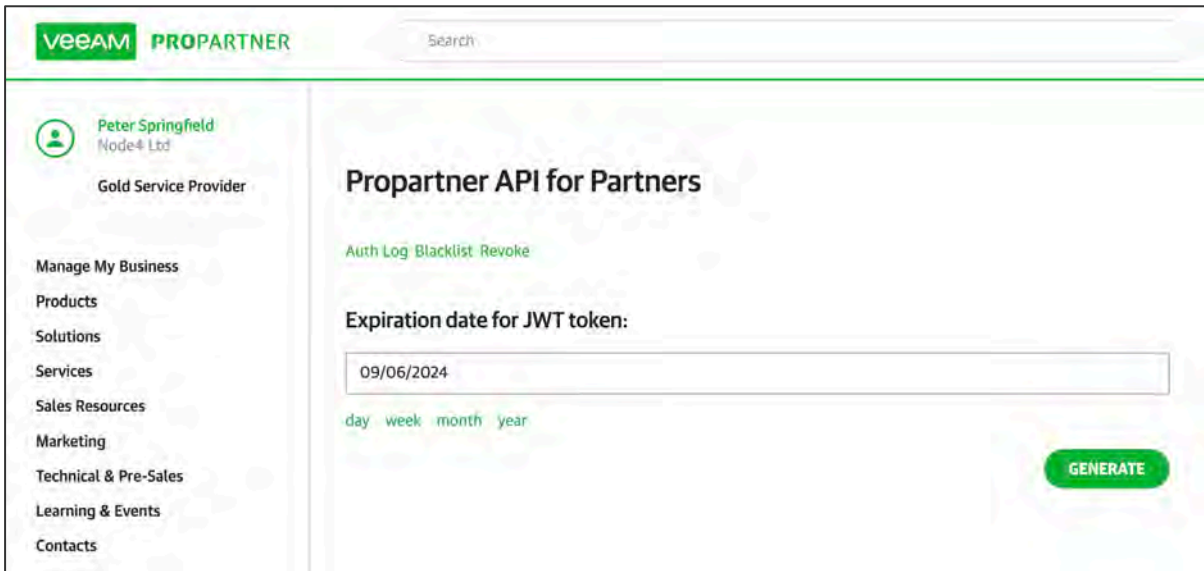 veeAM PROPARTNER
Search
Peter Springfield
Node4 Ltd
Gold Service Provider
Manage My Business
Products
Solutions
Services
Sales Resources
Marketing
Technical & Pre-Sales
Learning & Events
Contacts
Propartner API for Partners
Auth Log Blacklist Revoke
Expiration date for JWT token:
09/06/2024
day week month year
GENERATE